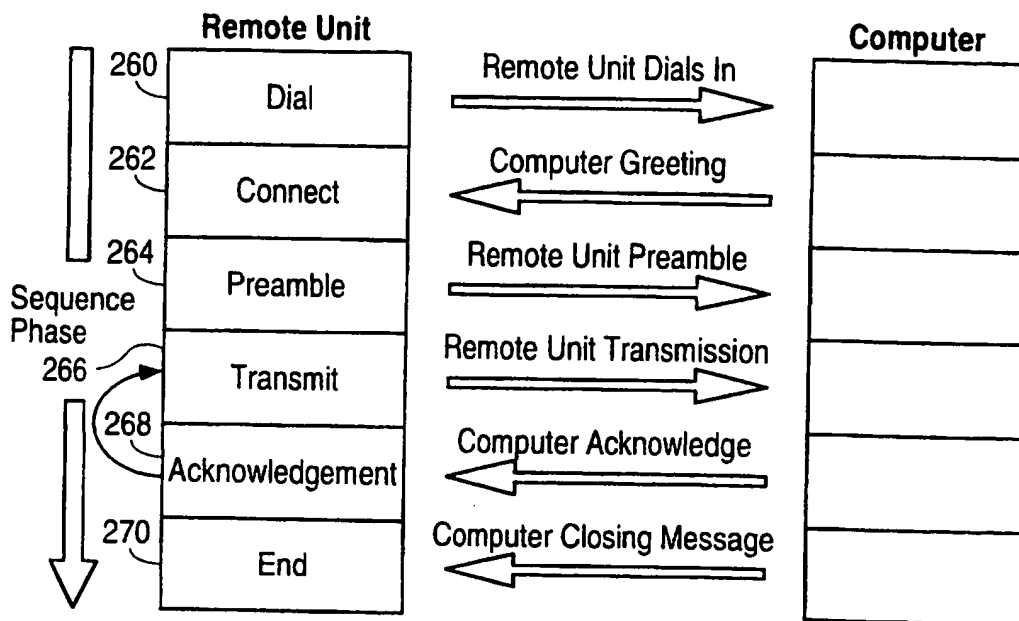 Remote Unit
Computer
260
Dial
Remote Unit Dials In
262
Connect
Computer Greeting
264
Preamble
Remote Unit Preamble
Sequence
Phase
266
Transmit
Remote Unit Transmission
268
Acknowledgement
Computer Acknowledge
270
End
Computer Closing Message